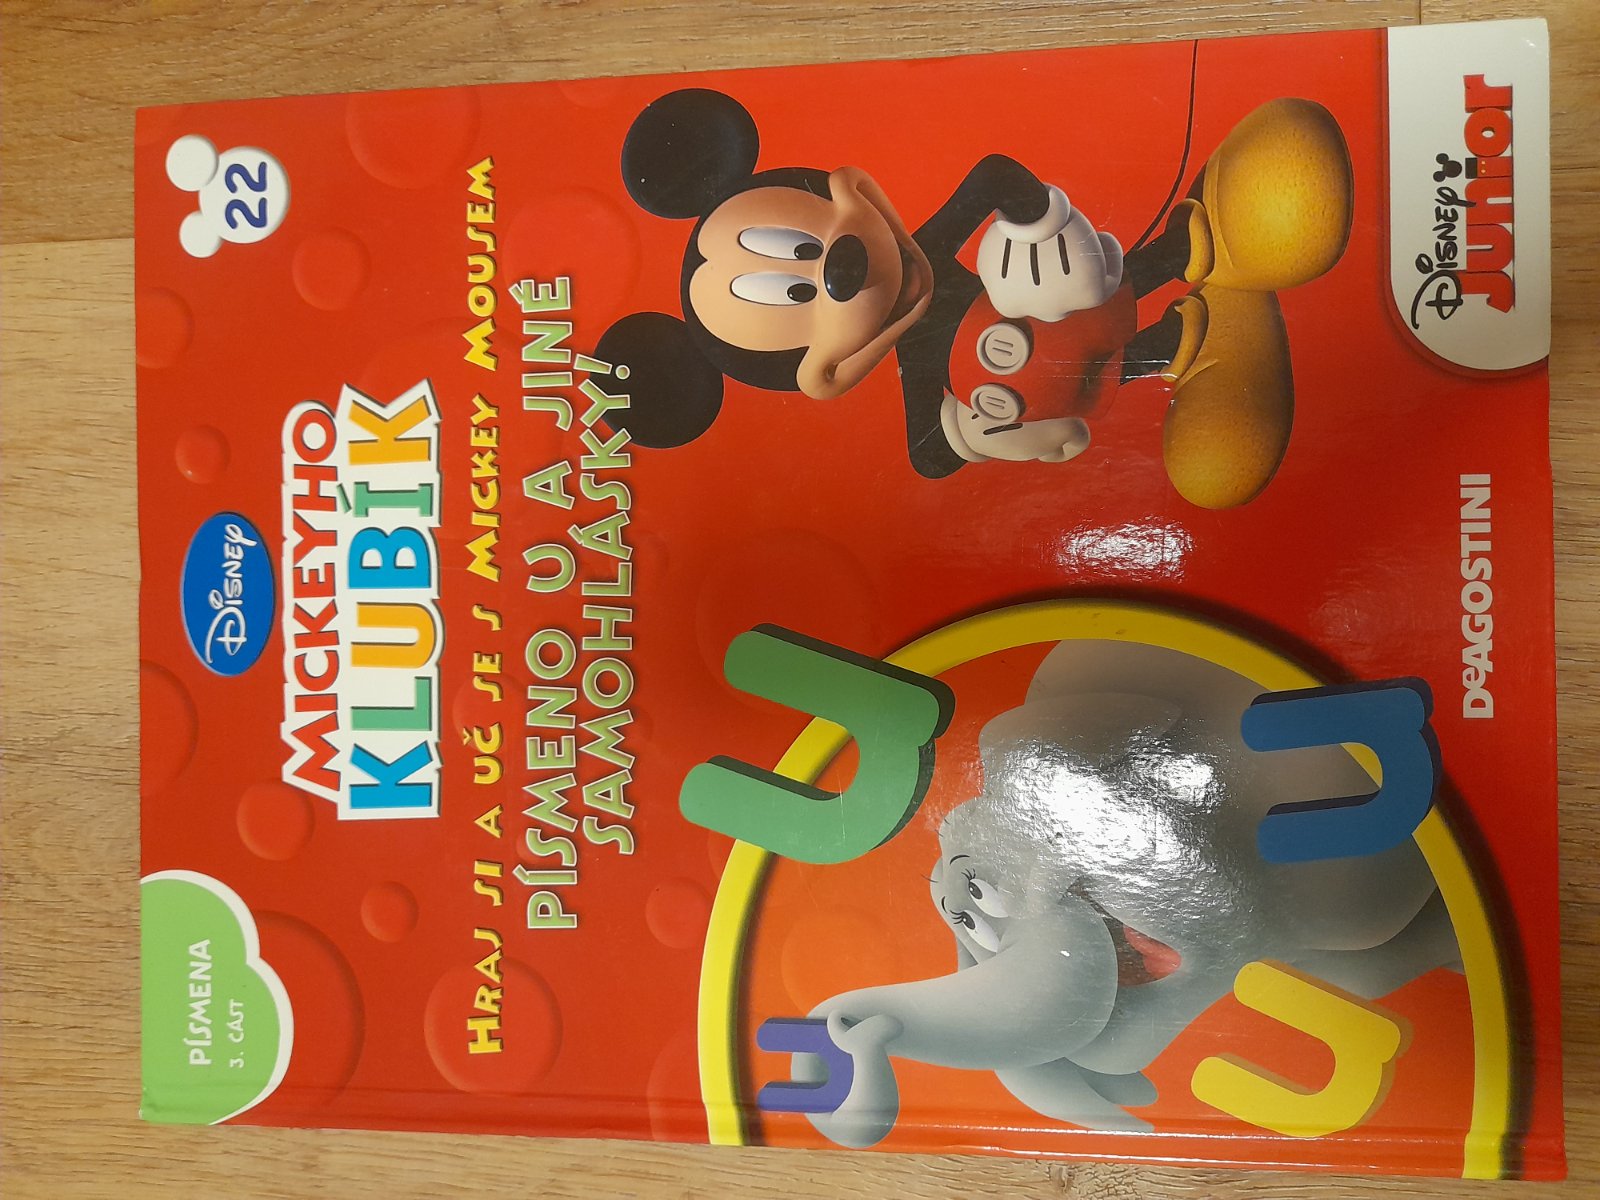 PÍSMENA
3. ČÁST
Disney
22
MICKEYHO
KLUBÍK
HRAJ SI A UČ SE S MICKEY MOUSEM
PÍSMENO U A JINÉ
SAMOHLÁSKY!
u
u
u
u
DEAGOSTINI
Disney
Junior